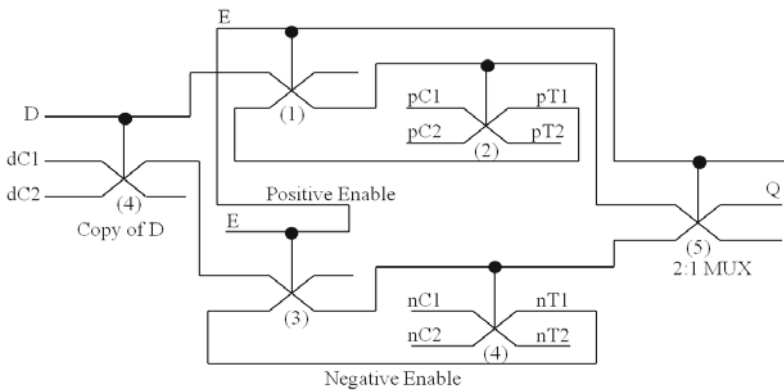 E
(1)
pC1 pT1
pC2 pT2
(2)
D
dC1
dC2
(4)
Copy of D
Positive Enable
E
(3)
nC1 nT1
nC2 nT2
(4)
Negative Enable
Q
(5)
2:1 MUX